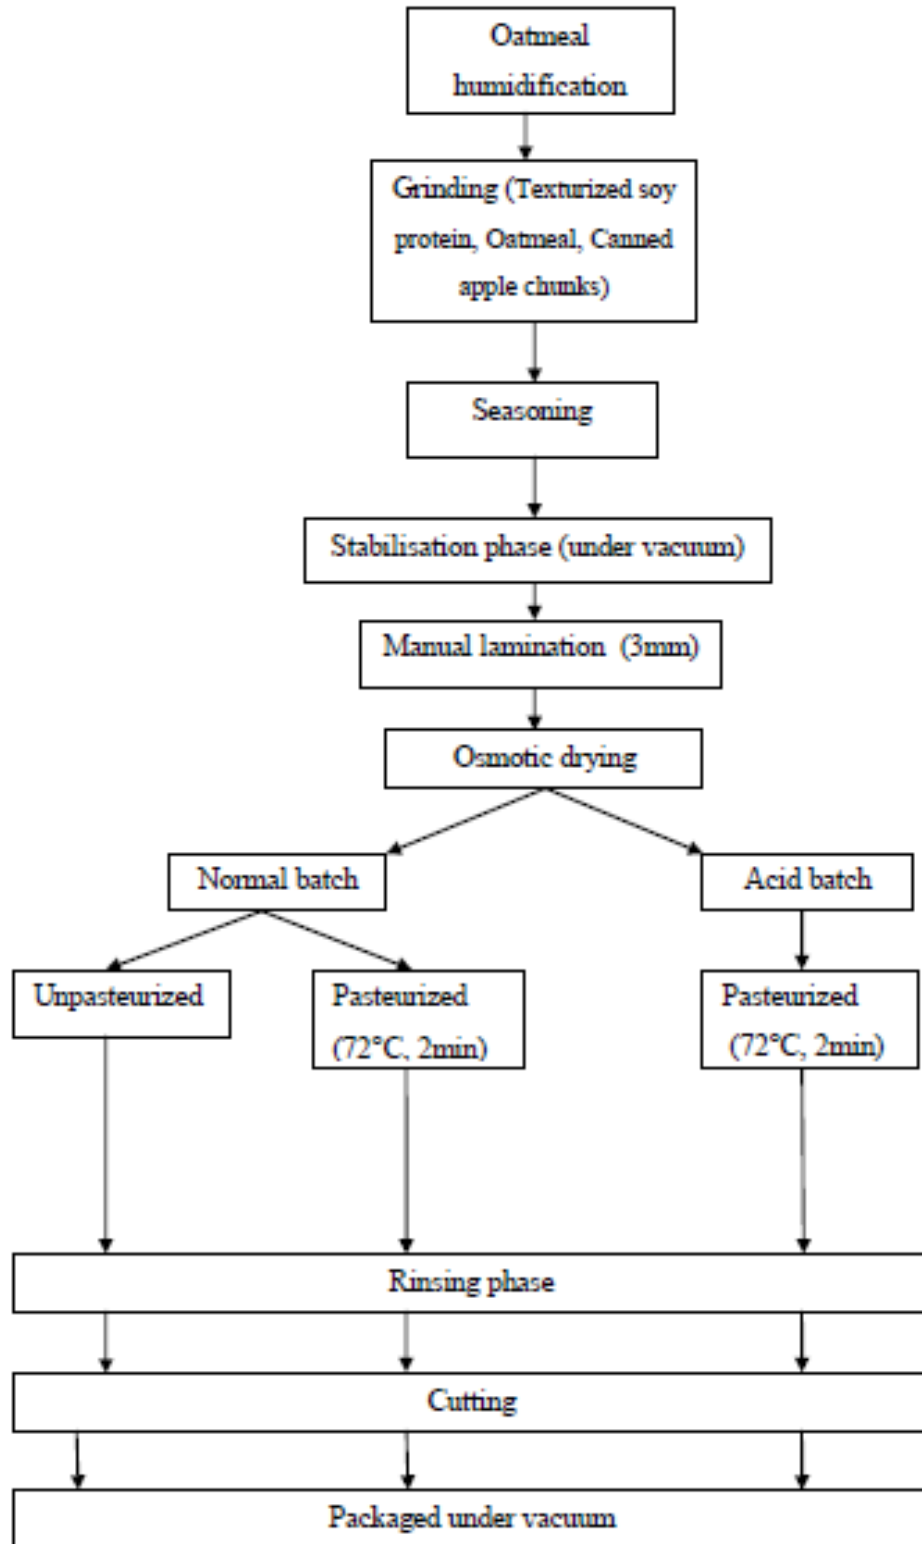 Oatmeal
humidification
Grinding (Texturized soy
protein, Oatmeal, Canned
apple chunks)
Seasoning
Stabilisation phase (under vacuum)
Manual lamination (3mm)
Osmotic drying
Normal batch
Acid batch
Unpasteurized
Pasteurized
(72°C, 2min)
Pasteurized
(72°C, 2min)
Rinsing phase
Cutting
Packaged under vacuum